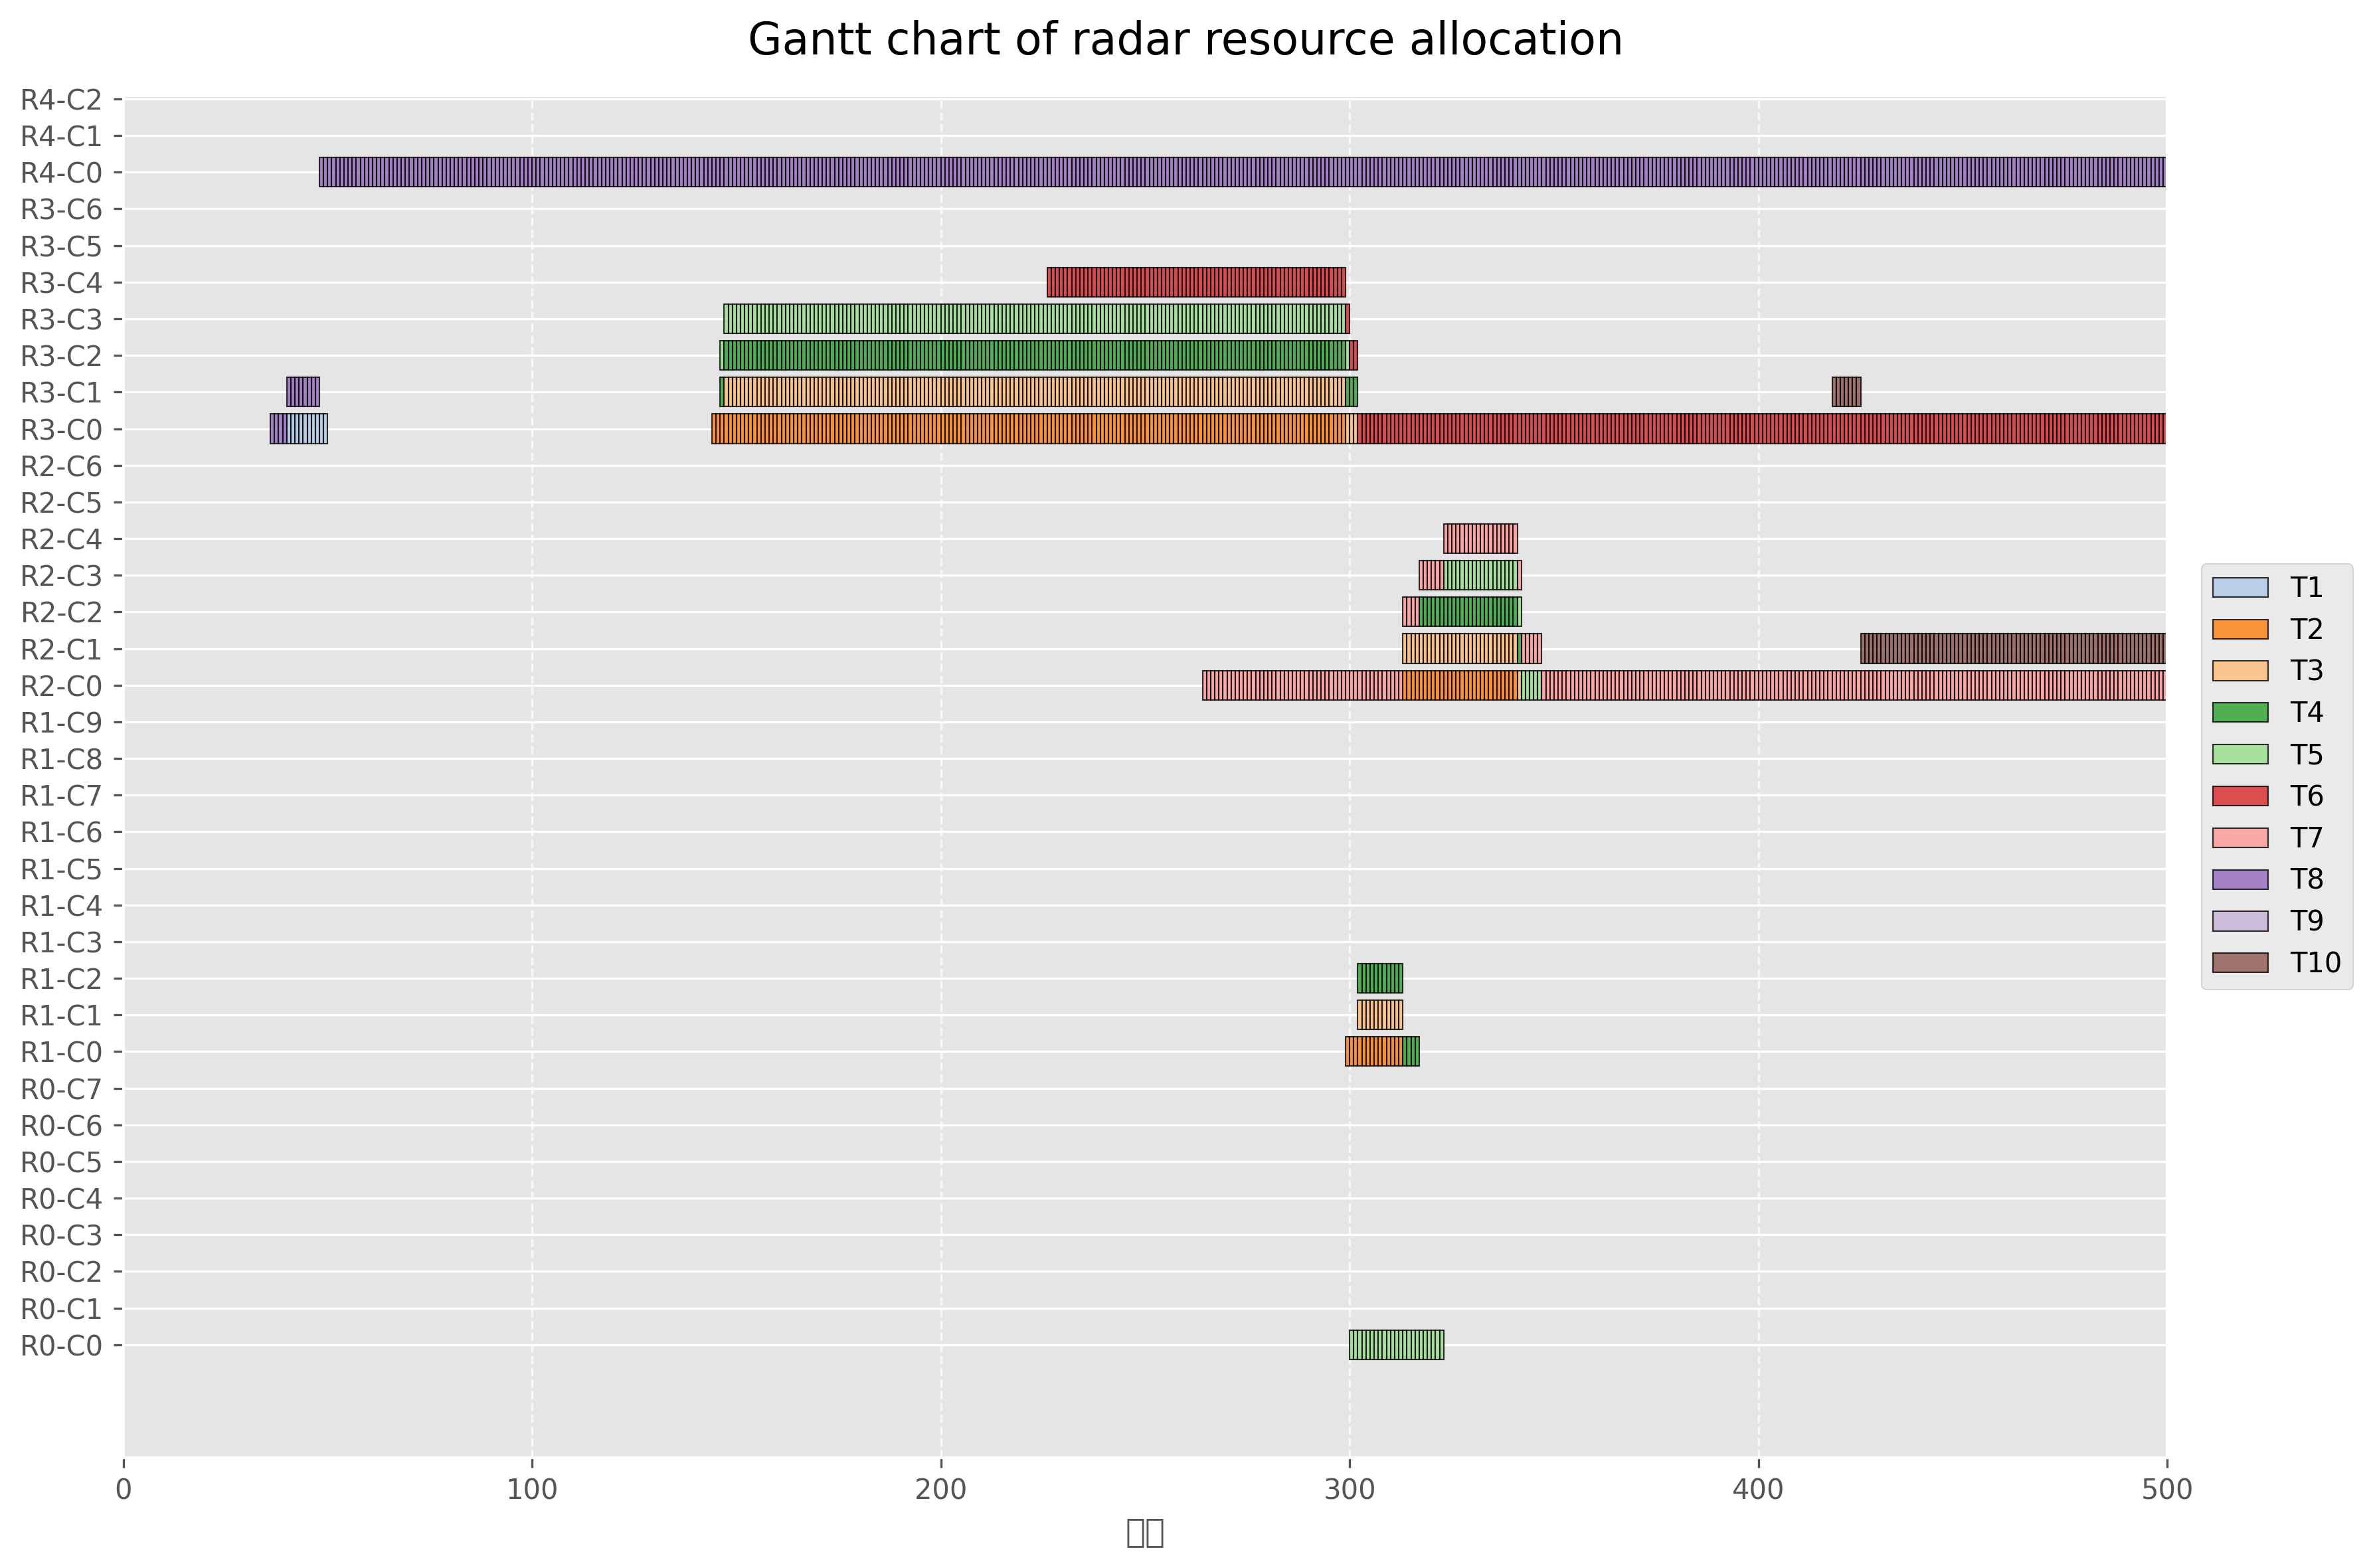 Gantt chart of radar resource allocation
R4-C2
R4-C1
R4-C0
R3-C6
R3-C5
R3-C4
R3-C3
R3-C2
R3-C1
R3-C0
R2-C6
R2-C5
R2-C4
R2-C3
R2-C2
R2-C1
R2-C0
R1-C9
R1-C8
R1-C7
R1-C6
R1-C5
R1-C4
R1-C3
R1-C2
R1-C1
R1-C0
R0-C7
R0-C6
R0-C5
R0-C4
R0-C3
R0-C2
R0-C1
R0-C0
0 100 200 300 400 500
T1
T2
T3
T4
T5
T6
T7
T8
T9
T10